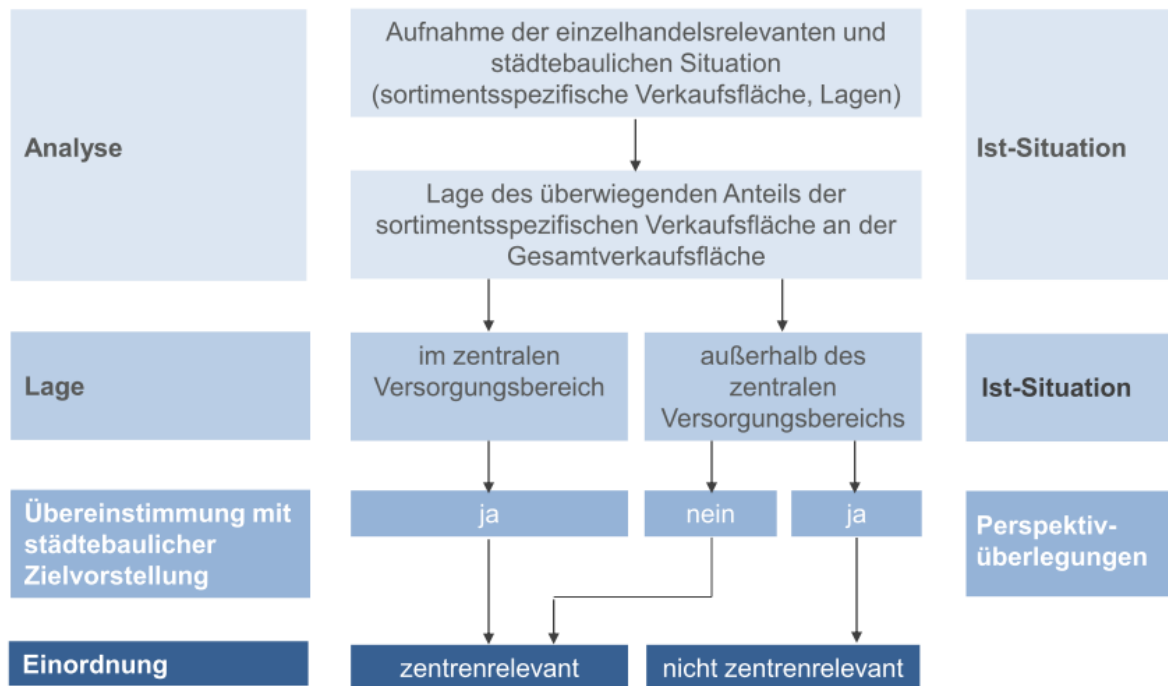 Analyse
Aufnahme der einzelhandelsrelevanten und
städtebaulichen Situation
(sortimentsspezifische Verkaufsfläche, Lagen)
Lage des überwiegenden Anteils der
sortimentsspezifischen Verkaufsfläche an der
Gesamtverkaufsfläche
Ist-Situation
Lage
im zentralen
Versorgungsbereich
außerhalb des
zentralen
Versorgungsbereichs
Ist-Situation
Übereinstimmung mit
städtebaulicher
Zielvorstellung
ja
nein
ja
Perspektiv-
überlegungen
Einordnung
zentrenrelevant
nicht zentrenrelevant